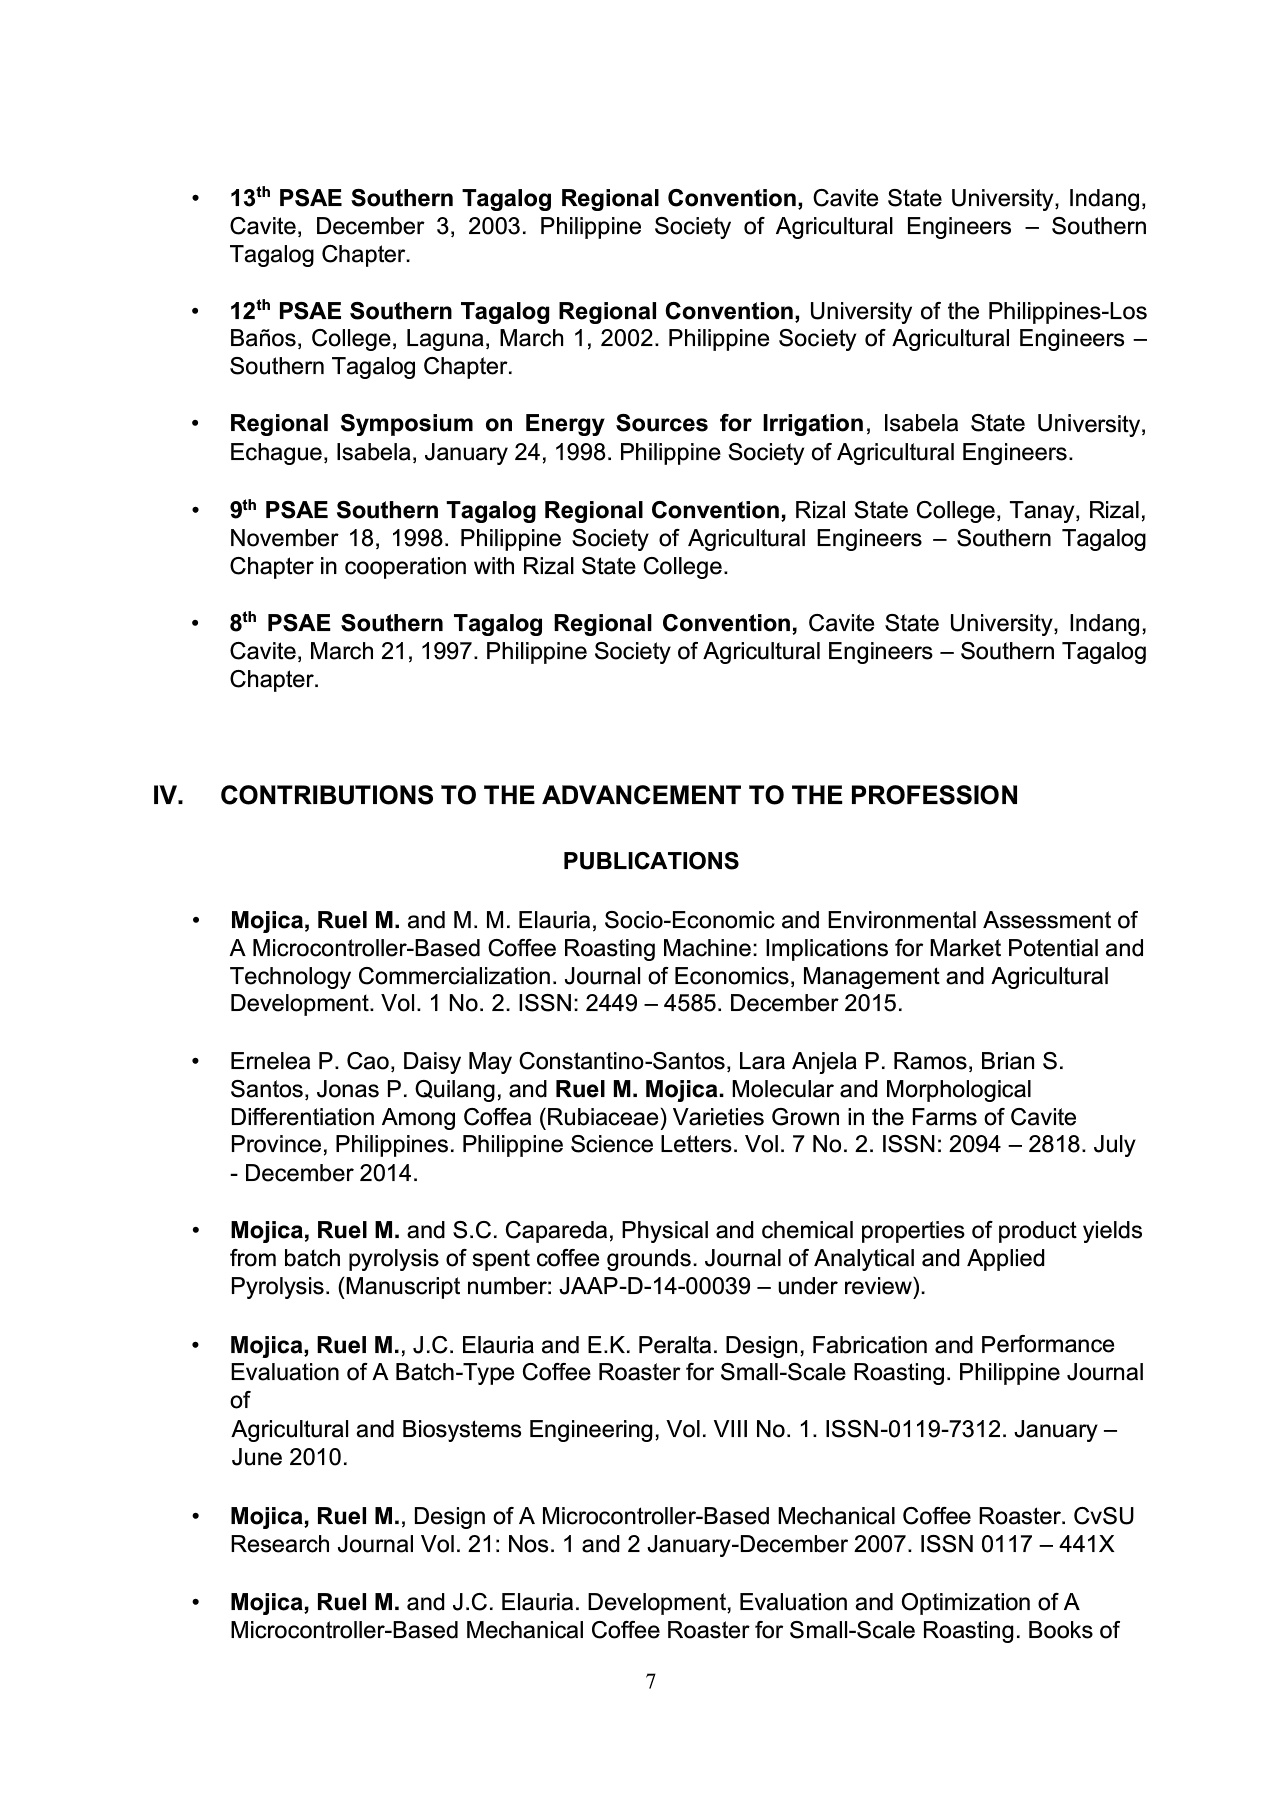 • 13th PSAE Southern Tagalog Regional Convention, Cavite State University, Indang,
Cavite, December 3, 2003. Philippine Society of Agricultural Engineers – Southern
Tagalog Chapter.
• 12th PSAE Southern Tagalog Regional Convention, University of the Philippines-Los
Baños, College, Laguna, March 1, 2002. Philippine Society of Agricultural Engineers –
Southern Tagalog Chapter.
• Regional Symposium on Energy Sources for Irrigation, Isabela State University,
Echague, Isabela, January 24, 1998. Philippine Society of Agricultural Engineers.
• 9th PSAE Southern Tagalog Regional Convention, Rizal State College, Tanay, Rizal,
November 18, 1998. Philippine Society of Agricultural Engineers – Southern Tagalog
Chapter in cooperation with Rizal State College.
• 8th PSAE Southern Tagalog Regional Convention, Cavite State University, Indang,
Cavite, March 21, 1997. Philippine Society of Agricultural Engineers – Southern Tagalog
Chapter.
IV. CONTRIBUTIONS TO THE ADVANCEMENT TO THE PROFESSION
PUBLICATIONS
• Mojica, Ruel M. and M. M. Elauria, Socio-Economic and Environmental Assessment of
A Microcontroller-Based Coffee Roasting Machine: Implications for Market Potential and
Technology Commercialization. Journal of Economics, Management and Agricultural
Development. Vol. 1 No. 2. ISSN: 2449 – 4585. December 2015.
• Ernelea P. Cao, Daisy May Constantino-Santos, Lara Anjela P. Ramos, Brian S.
Santos, Jonas P. Quilang, and Ruel M. Mojica. Molecular and Morphological
Differentiation Among Coffea (Rubiaceae) Varieties Grown in the Farms of Cavite
Province, Philippines. Philippine Science Letters. Vol. 7 No. 2. ISSN: 2094 – 2818. July
- December 2014.
• Mojica, Ruel M. and S.C. Capareda, Physical and chemical properties of product yields
from batch pyrolysis of spent coffee grounds. Journal of Analytical and Applied
Pyrolysis. (Manuscript number: JAAP-D-14-00039 – under review).
• Mojica, Ruel M., J.C. Elauria and E.K. Peralta. Design, Fabrication and Performance
Evaluation of A Batch-Type Coffee Roaster for Small-Scale Roasting. Philippine Journal
of
Agricultural and Biosystems Engineering, Vol. VIII No. 1. ISSN-0119-7312. January –
June 2010.
• Mojica, Ruel M., Design of A Microcontroller-Based Mechanical Coffee Roaster. CvSU
Research Journal Vol. 21: Nos. 1 and 2 January-December 2007. ISSN 0117 – 441X
• Mojica, Ruel M. and J.C. Elauria. Development, Evaluation and Optimization of A
Microcontroller-Based Mechanical Coffee Roaster for Small-Scale Roasting. Books of
7